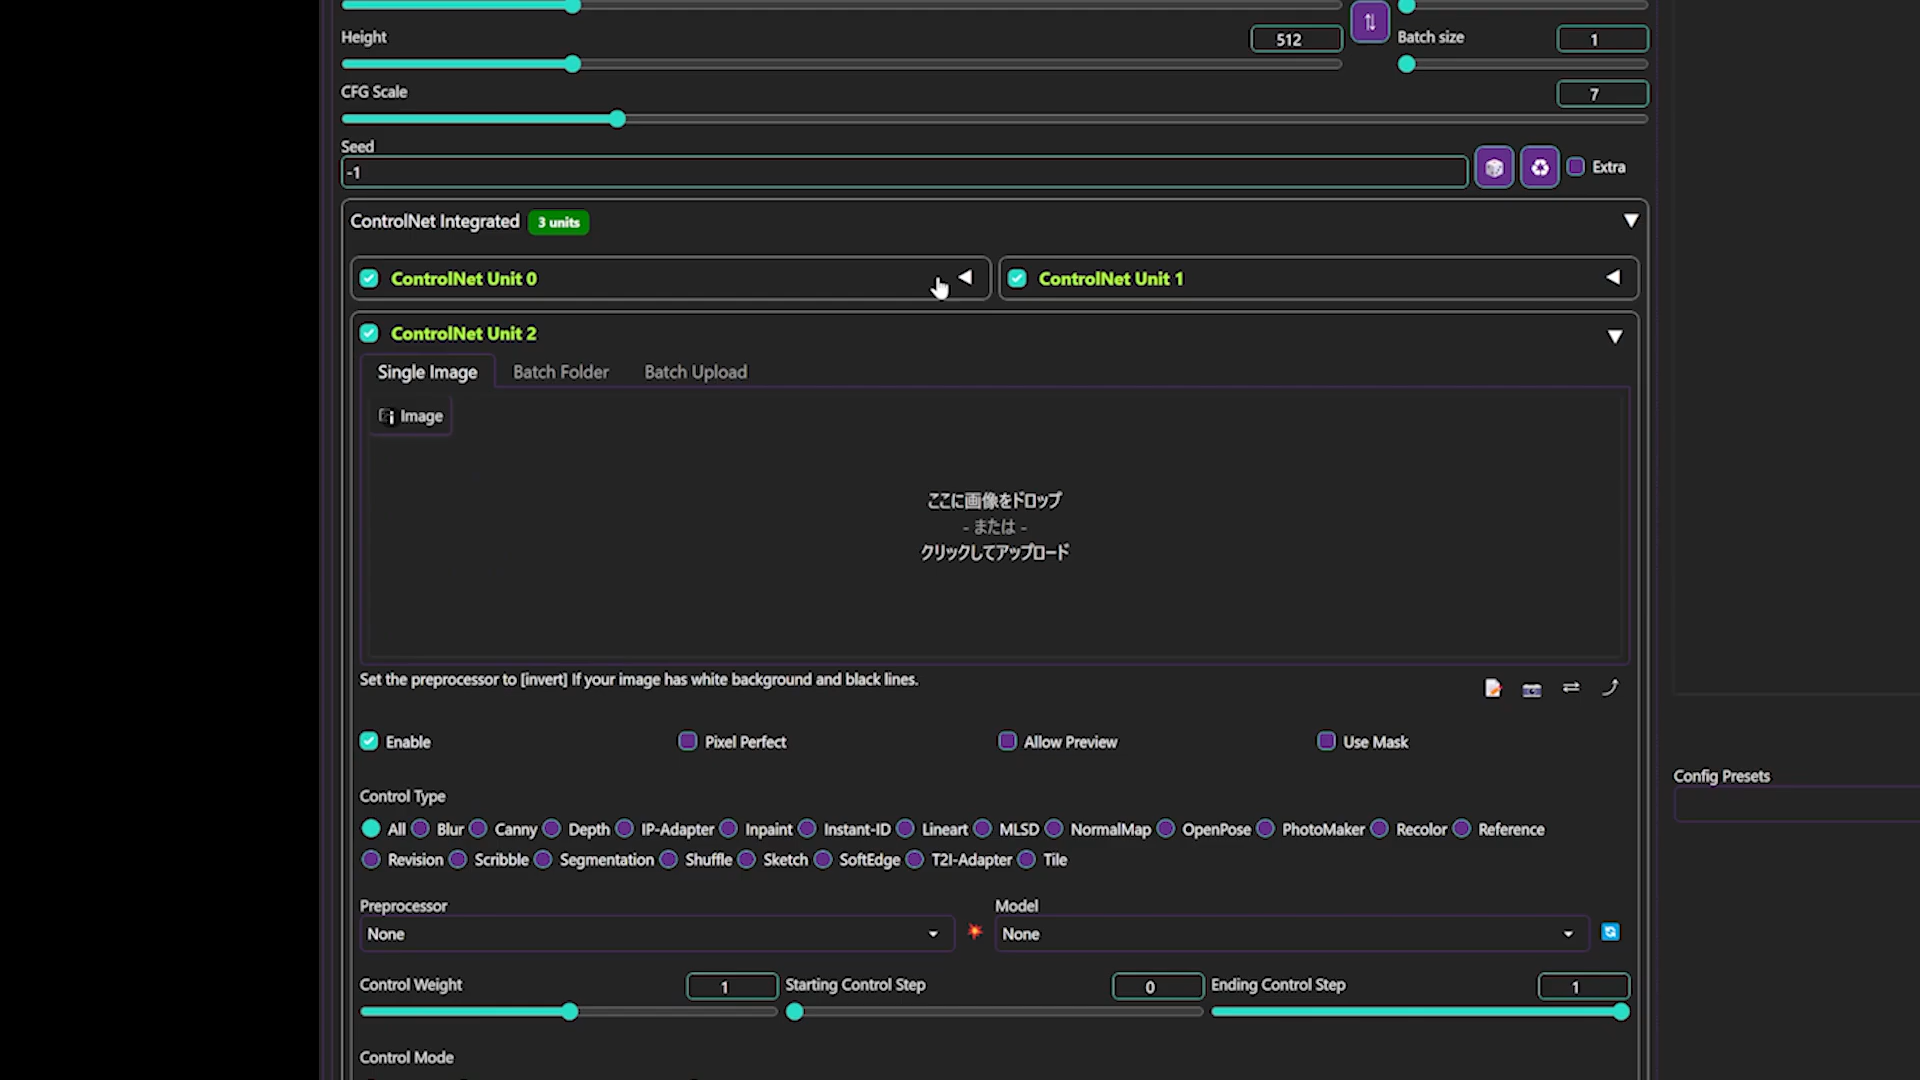 Height 512 Batch size 1
CFG Scale 7
Seed
-1 Extra
ControlNet Integrated 3 units
ControlNet Unit 0 ControlNet Unit 1
ControlNet Unit 2
Single Image Batch Folder Batch Upload
Image
ここに画像をドロップ
- または -
クリックしてアップロード
Set the preprocessor to [invert] If your image has white background and black lines.
Enable Pixel Perfect Allow Preview Use Mask
Config Presets
Control Type
All Blur Canny Depth IP-Adapter Inpaint Instant-ID Lineart MLSD NormalMap OpenPose PhotoMaker Recolor Reference
Revision Scribble Segmentation Shuffle Sketch SoftEdge T2I-Adapter Tile
Preprocessor Model
None None
Control Weight 1 Starting Control Step 0 Ending Control Step 1
Control Mode